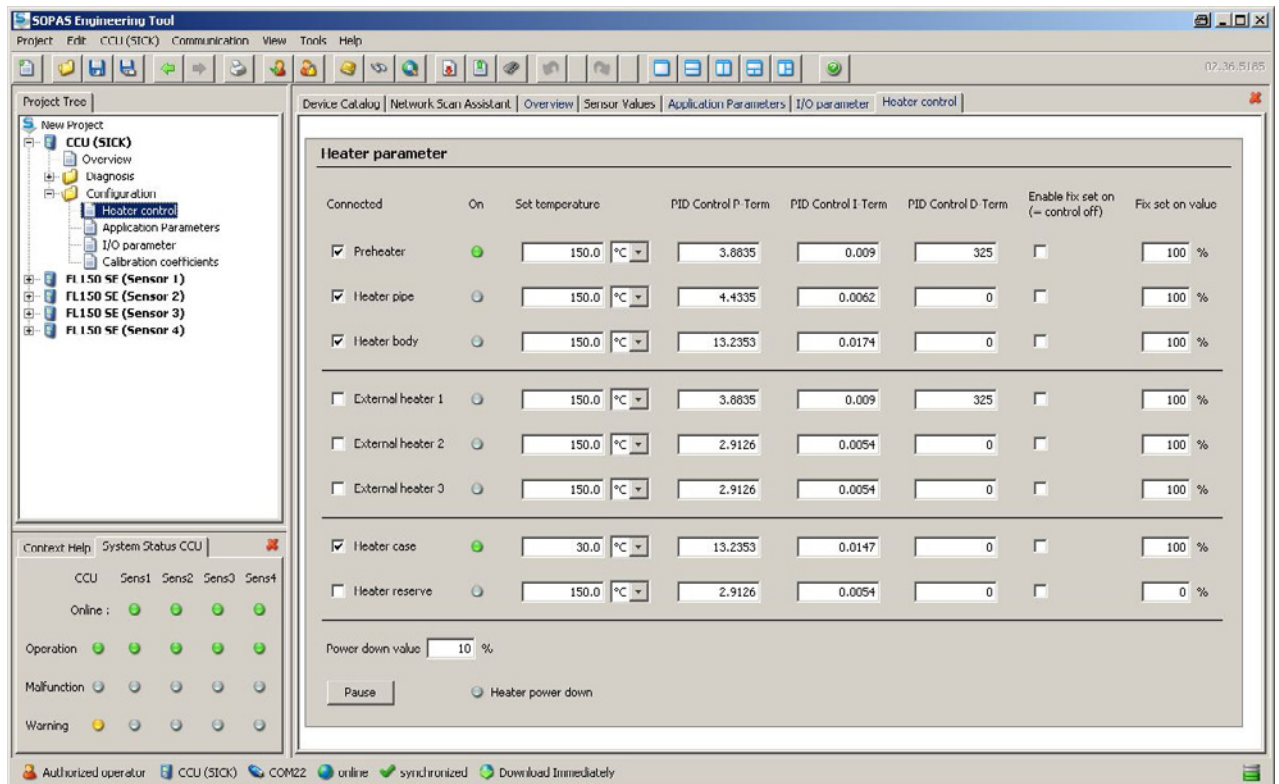 SOPAS Engineering Tool
Project Edit CCU (SICK) Communication View Tools Help
02.36.5185
Project Tree
Device Catalog Network Scan Assistant Overview Sensor Values Application Parameters I/O parameter Heater control
New Project
CCU (SICK)
Overview
Diagnosis
Configuration
Heater control
Application Parameters
I/O parameter
Calibration coefficients
FL150 SE (Sensor 1)
FL150 SE (Sensor 2)
FL150 SE (Sensor 3)
FL150 SE (Sensor 4)
Heater parameter
Connected On Set temperature PID Control P-Term PID Control I-Term PID Control D-Term Enable fix set on (= control off) Fix set on value
Preheater 150.0 °C 3.8835 0.009 325 100 %
Heater pipe 150.0 °C 4.4335 0.0062 0 100 %
Heater body 150.0 °C 13.2353 0.0174 0 100 %
External heater 1 150.0 °C 3.8835 0.009 325 100 %
External heater 2 150.0 °C 2.9126 0.0054 0 100 %
External heater 3 150.0 °C 2.9126 0.0054 0 100 %
Heater case 30.0 °C 13.2353 0.0147 0 100 %
Heater reserve 150.0 °C 2.9126 0.0054 0 0 %
Power down value 10 %
Pause Heater power down
Context Help System Status CCU
CCU Sens1 Sens2 Sens3 Sens4
Online :
Operation
Malfunction
Warning
Authorized operator CCU (SICK) COM22 online synchronized Download Immediately